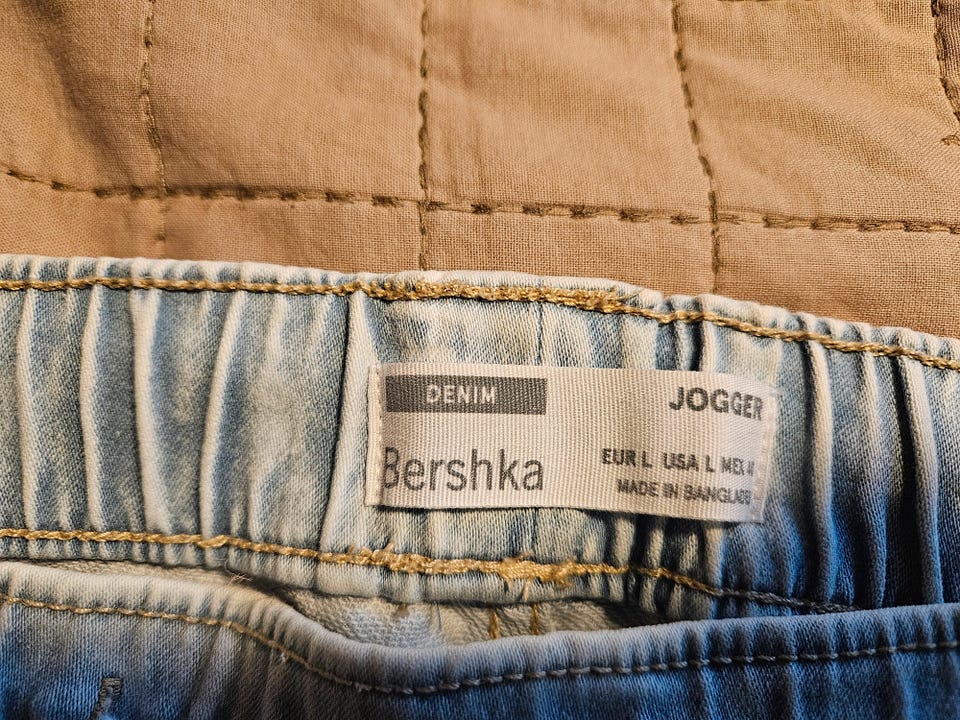 DENIM
JOGGER
Bershka
EUR L USA L MEX
MADE IN